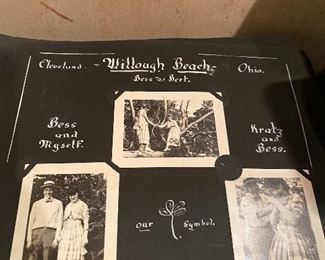 Cleveland. - Willough Beach - Ohio.
Bess & Bert.
Bess
and
Myself.
Kratz
and
Bess.
our Symbol.